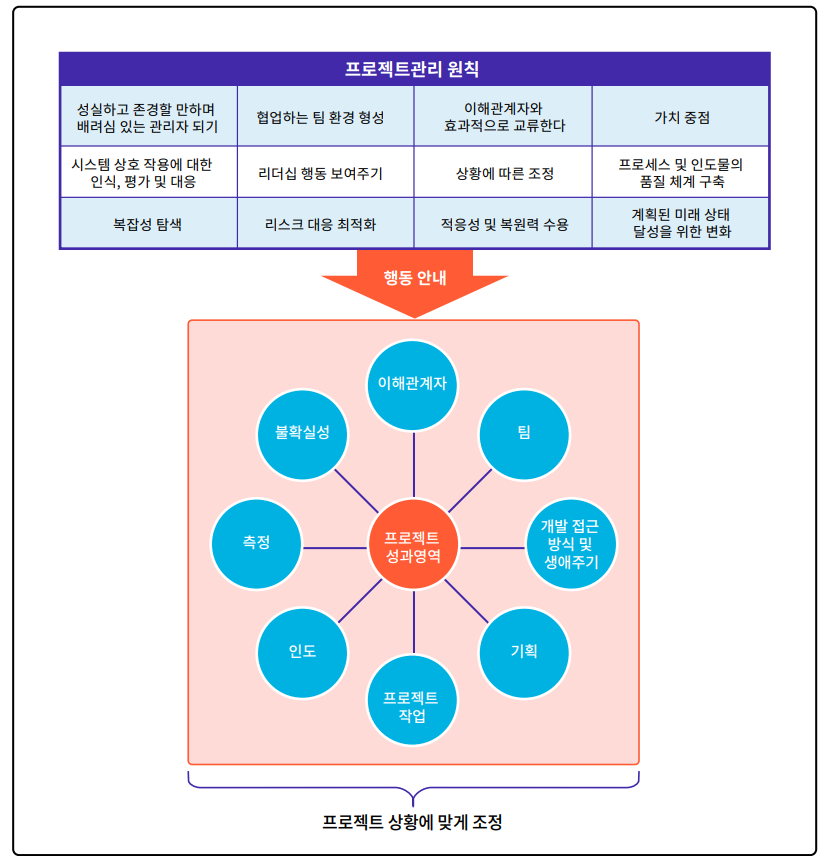 프로젝트관리 원칙
성실하고 존경할 만하며
배려심 있는 관리자 되기
협업하는 팀 환경 형성
이해관계자와
효과적으로 교류한다
가치 중점
시스템 상호 작용에 대한
인식, 평가 및 대응
리더십 행동 보여주기
상황에 따른 조정
프로세스 및 인도물의
품질 체계 구축
복잡성 탐색
리스크 대응 최적화
적응성 및 복원력 수용
계획된 미래 상태
달성을 위한 변화
행동 안내
이해관계자
불확실성
팀
측정
프로젝트
성과영역
개발 접근
방식 및
생애주기
인도
기획
프로젝트
작업
프로젝트 상황에 맞게 조정